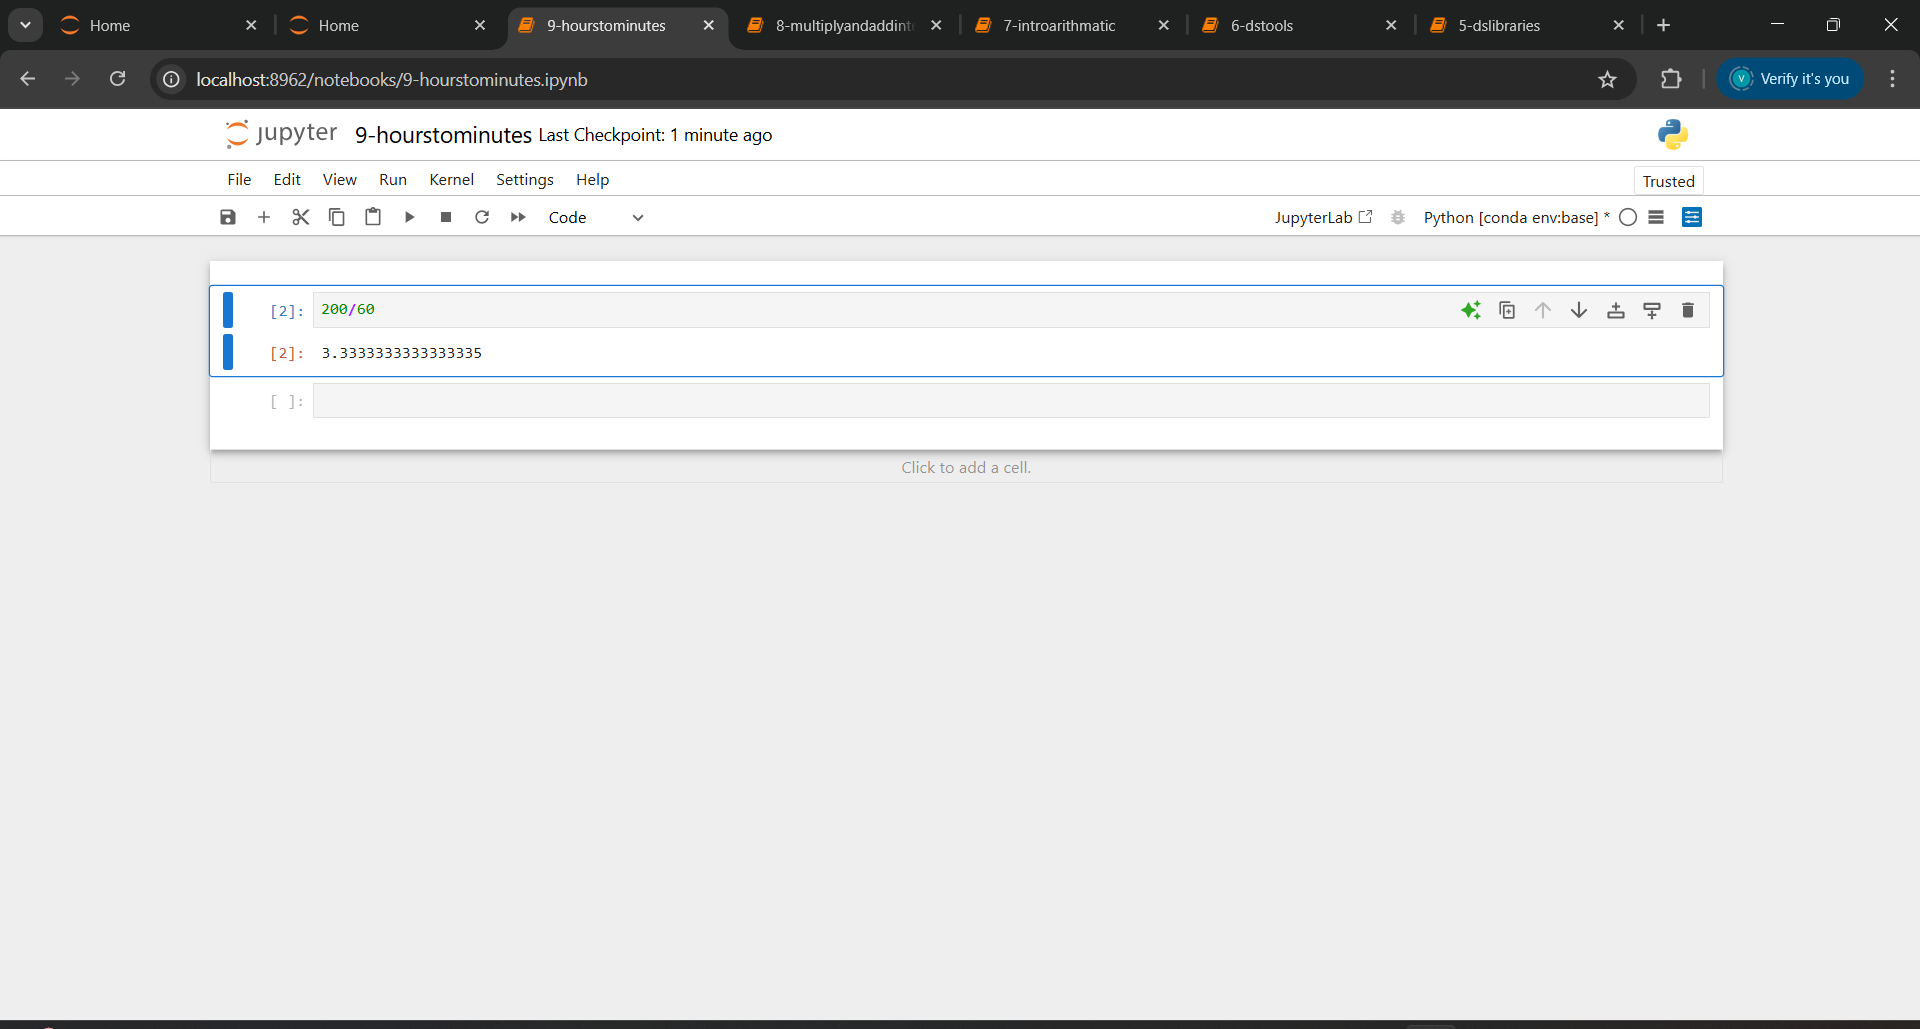 Home
Home
9-hourstominutes
8-multiplyandaddint
7-introarithmatic
6-dstools
5-dslibraries
localhost:8962/notebooks/9-hourstominutes.ipynb
V
Verify it's you
jupyter
9-hourstominutes
Last Checkpoint: 1 minute ago
File Edit View Run Kernel Settings Help
Trusted
Code
JupyterLab
Python [conda env:base] *
[2]: 200/60
[2]: 3.3333333333333335
[ ]:
Click to add a cell.